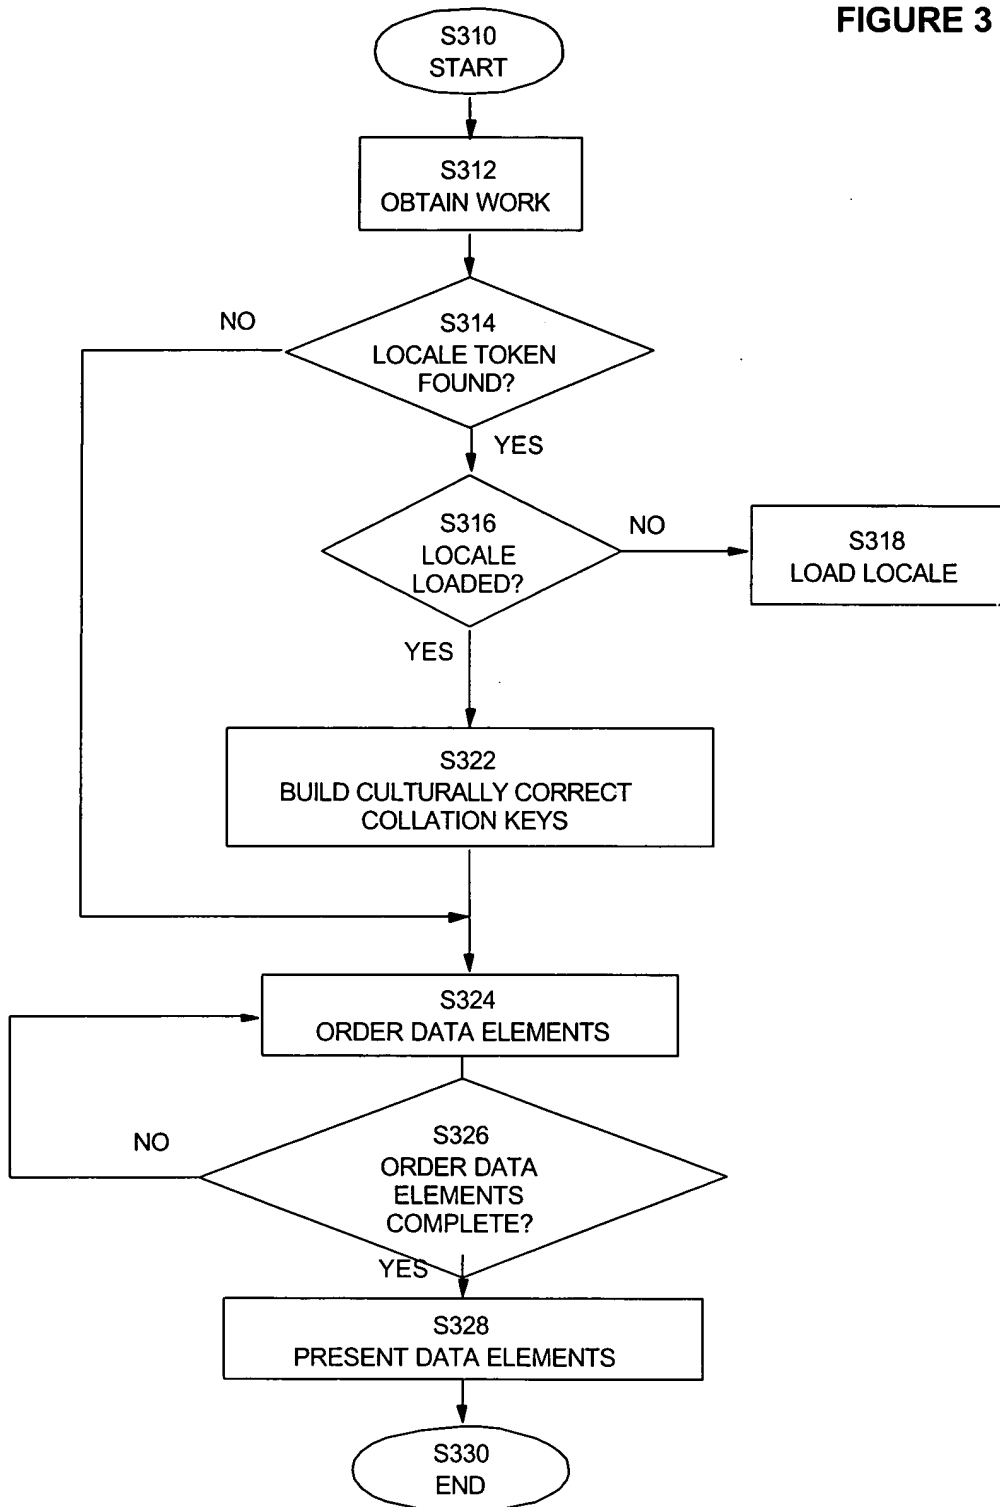 FIGURE 3
S310
START
S312
OBTAIN WORK
S314
LOCALE TOKEN
FOUND?
NO
YES
S316
LOCALE
LOADED?
NO
S318
LOAD LOCALE
YES
S322
BUILD CULTURALLY CORRECT
COLLATION KEYS
S324
ORDER DATA ELEMENTS
S326
ORDER DATA
ELEMENTS
COMPLETE?
NO
YES
S328
PRESENT DATA ELEMENTS
S330
END